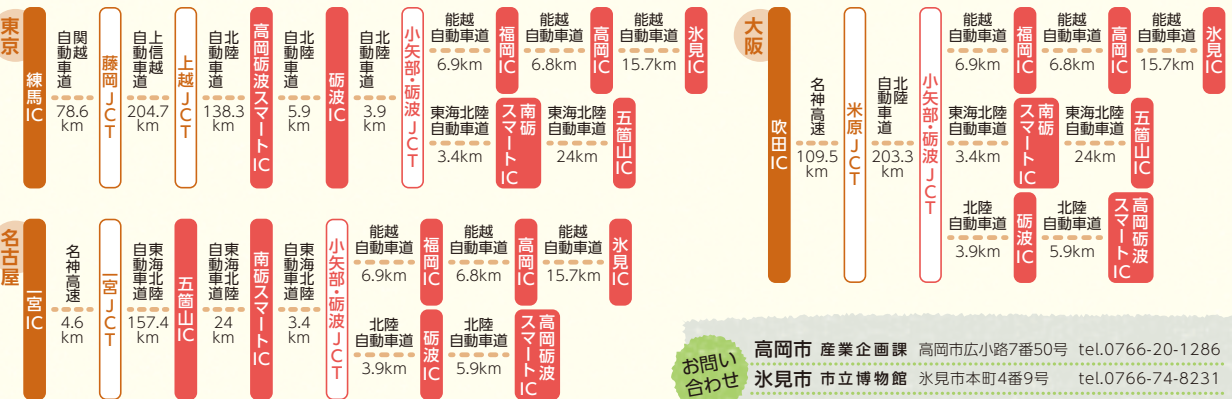 東京
練馬IC
関越自動車道
78.6km
藤岡JCT
上信越自動車道
204.7km
上越JCT
北陸自動車道
138.3km
高岡砺波スマートIC
北陸自動車道
5.9km
砺波IC
北陸自動車道
3.9km
小矢部・砺波JCT
能越自動車道
6.9km
福岡IC
能越自動車道
6.8km
高岡IC
能越自動車道
15.7km
氷見IC
東海北陸自動車道
3.4km
南砺スマートIC
東海北陸自動車道
24km
五箇山IC
名古屋
一宮IC
名神高速
4.6km
一宮JCT
東海北陸自動車道
157.4km
五箇山IC
東海北陸自動車道
24km
南砺スマートIC
東海北陸自動車道
3.4km
小矢部・砺波JCT
能越自動車道
6.9km
福岡IC
能越自動車道
6.8km
高岡IC
能越自動車道
15.7km
氷見IC
北陸自動車道
3.9km
砺波IC
北陸自動車道
5.9km
高岡砺波スマートIC
大阪
吹田IC
名神高速
109.5km
米原JCT
北陸自動車道
203.3km
小矢部・砺波JCT
能越自動車道
6.9km
福岡IC
能越自動車道
6.8km
高岡IC
能越自動車道
15.7km
氷見IC
東海北陸自動車道
3.4km
南砺スマートIC
東海北陸自動車道
24km
五箇山IC
北陸自動車道
3.9km
砺波IC
北陸自動車道
5.9km
高岡砺波スマートIC
お問い合わせ
高岡市 産業企画課 高岡市広小路7番50号 tel.0766-20-1286
氷見市 市立博物館 氷見市本町4番9号 tel.0766-74-8231